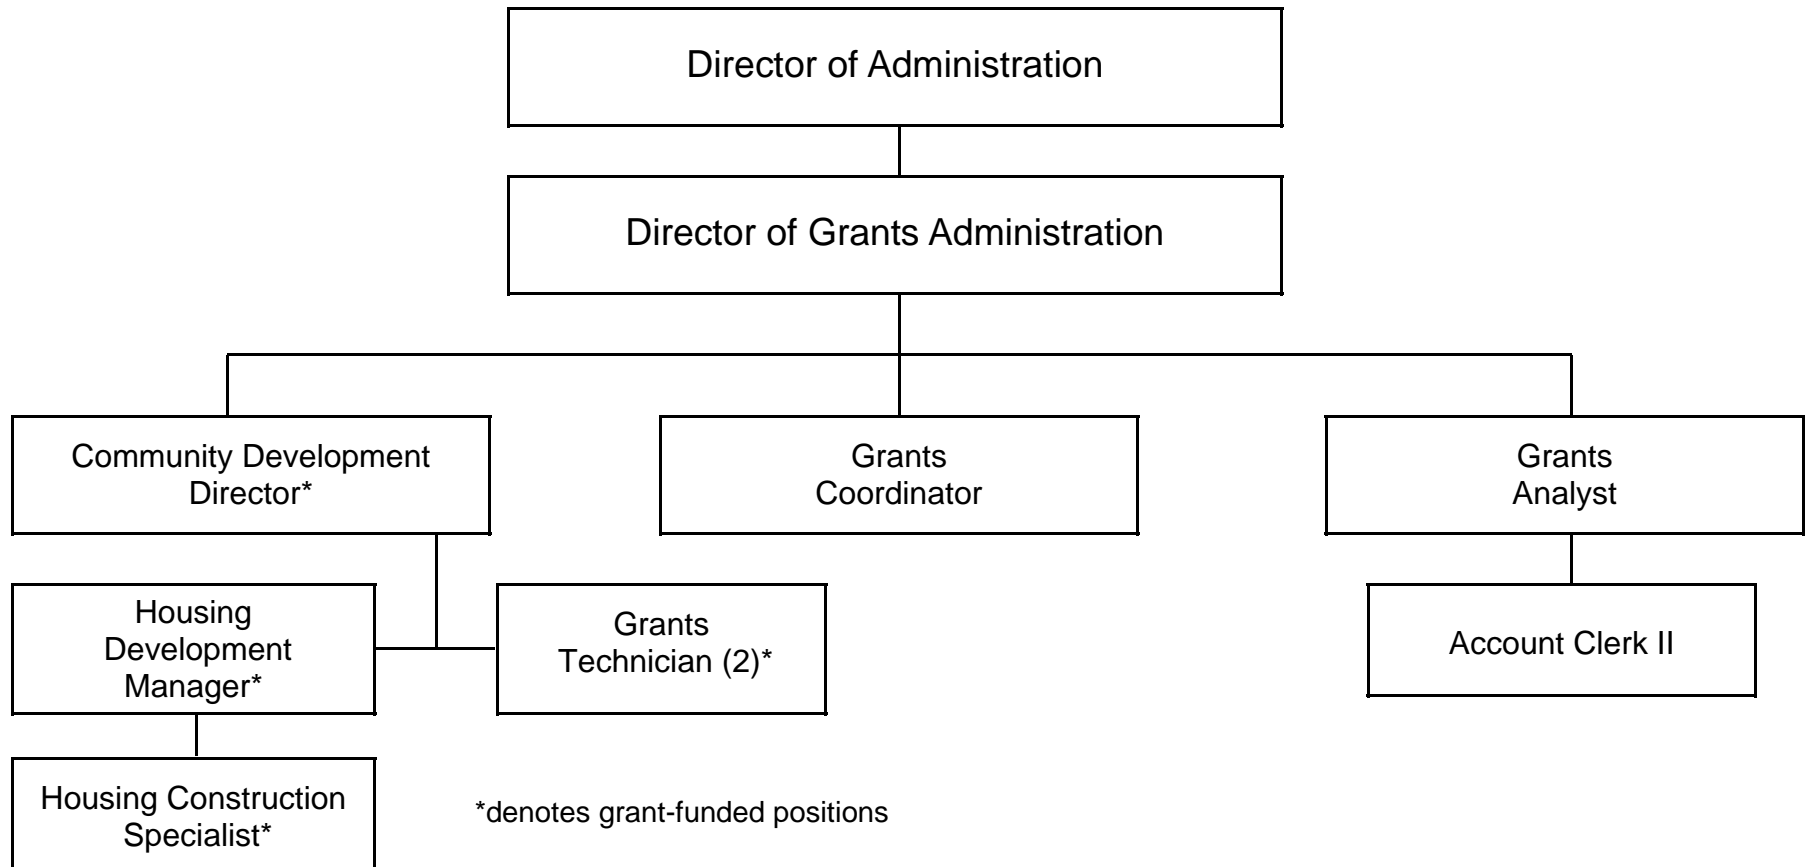 Director of Administration
Director of Grants Administration
Community Development
Director*
Grants
Coordinator
Grants
Analyst
Housing
Development
Manager*
Grants
Technician (2)*
Account Clerk II
Housing Construction
Specialist*
*denotes grant-funded positions